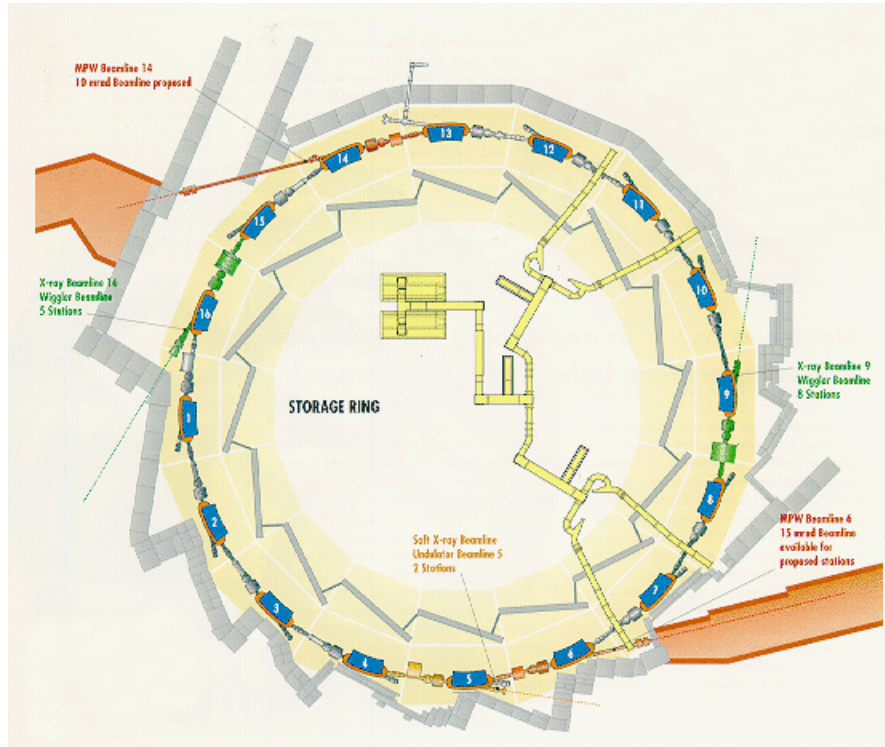 MPW Beamline 14
10 mrad Beamline proposed
13
12
14
11
15
10
X-ray Beamline 16
Wiggler Beamline
5 Stations
16
X-ray Beamline 9
Wiggler Beamline
8 Stations
9
STORAGE RING
1
8
2
MPW Beamline 6
15 mrad Beamline
available for
proposed stations
Soft X-ray Beamline
Undulator Beamline 5
2 Stations
7
3
6
4
5